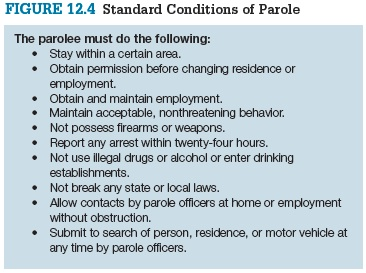 FIGURE 12.4 Standard Conditions of Parole
The parolee must do the following:
• Stay within a certain area.
• Obtain permission before changing residence or
employment.
• Obtain and maintain employment.
• Maintain acceptable, nonthreatening behavior.
• Not possess firearms or weapons.
• Report any arrest within twenty-four hours.
• Not use illegal drugs or alcohol or enter drinking
establishments.
• Not break any state or local laws.
• Allow contacts by parole officers at home or employment
without obstruction.
• Submit to search of person, residence, or motor vehicle at
any time by parole officers.